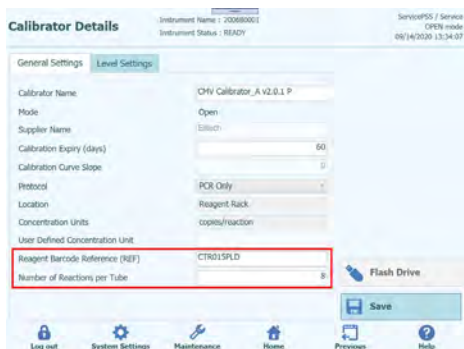 Calibrator Details
Instrument Name : 200680001
Instrument Status : READY
ServicePSS / Service
OPEN mode
09/14/2020 13:34:07
General Settings
Level Settings
Calibrator Name
CMV Calibrator_A v2.0.1 P
Mode
Open
Supplier Name
Calibration Expiry (days)
60
Calibration Curve Slope
0
Protocol
PCR Only
Location
Reagent Rack
Concentration Units
copies/reaction
User Defined Concentration Unit
Reagent Barcode Reference (REF)
CTR015PLD
Number of Reactions per Tube
8
Flash Drive
Save
Log out
System Settings
Maintenance
Home
Previous
Help